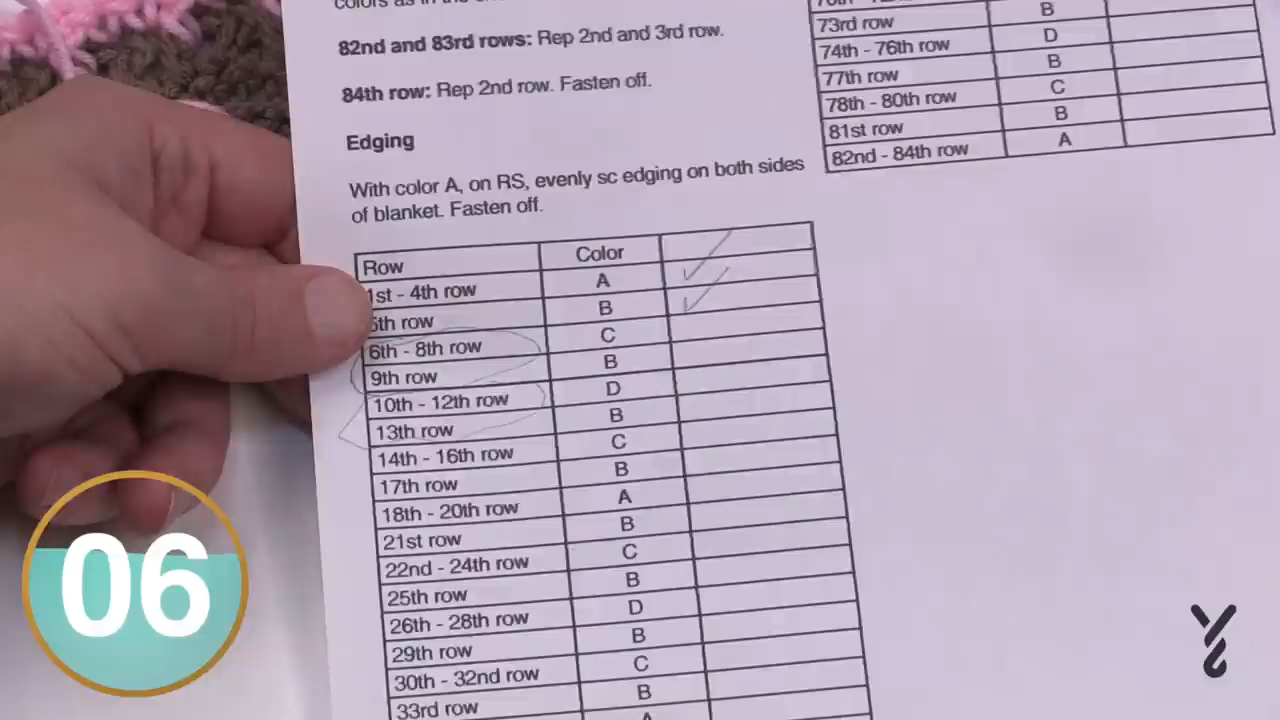 82nd and 83rd rows: Rep 2nd and 3rd row.
84th row: Rep 2nd row. Fasten off.
Edging
With color A, on RS, evenly sc edging on both sides
of blanket. Fasten off.
Row Color
1st - 4th row A
5th row B
6th - 8th row C
9th row B
10th - 12th row D
13th row B
14th - 16th row C
17th row B
18th - 20th row A
21st row B
22nd - 24th row C
25th row B
26th - 28th row D
29th row B
30th - 32nd row C
33rd row B
A
73rd row B
74th - 76th row D
77th row B
78th - 80th row C
81st row B
82nd - 84th row A
06